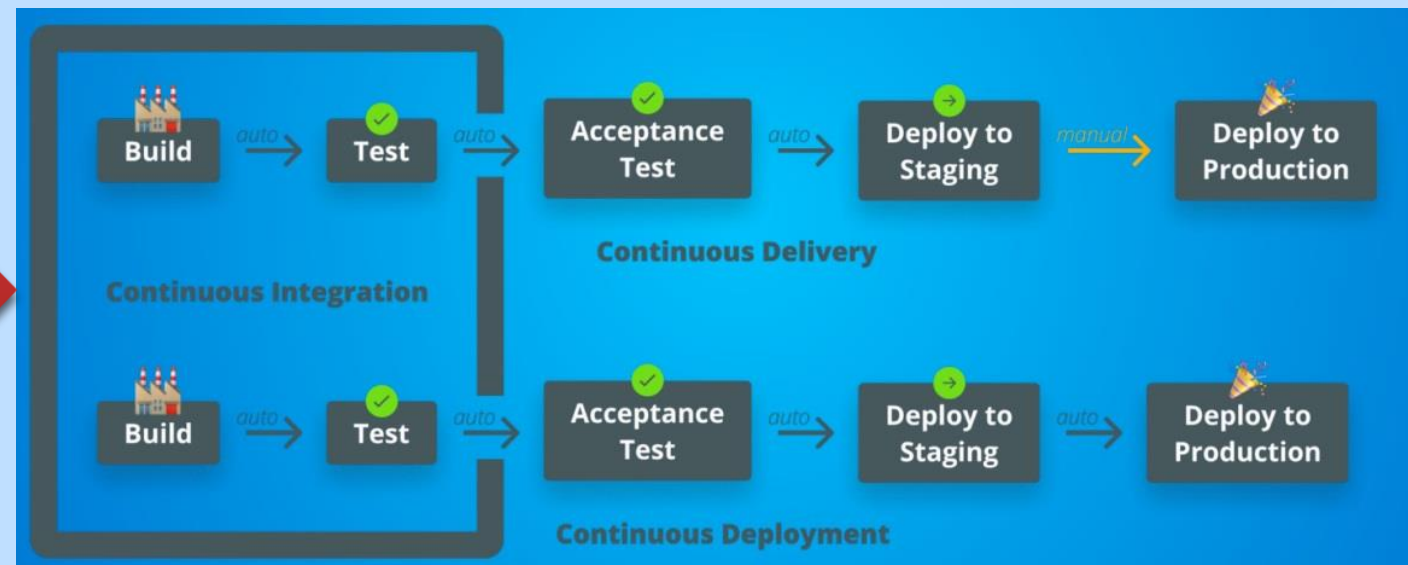 Build
auto
Test
auto
Acceptance
Test
auto
Deploy to
Staging
manual
Deploy to
Production
Continuous Delivery
Continuous Integration
Build
auto
Test
auto
Acceptance
Test
auto
Deploy to
Staging
auto
Deploy to
Production
Continuous Deployment